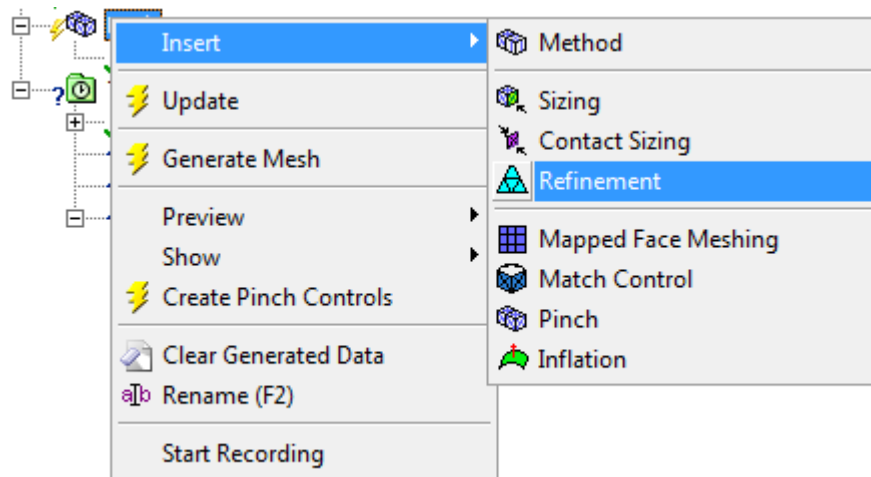 Insert
Update
Generate Mesh
Preview
Show
Create Pinch Controls
Clear Generated Data
Rename (F2)
Start Recording
Method
Sizing
Contact Sizing
Refinement
Mapped Face Meshing
Match Control
Pinch
Inflation